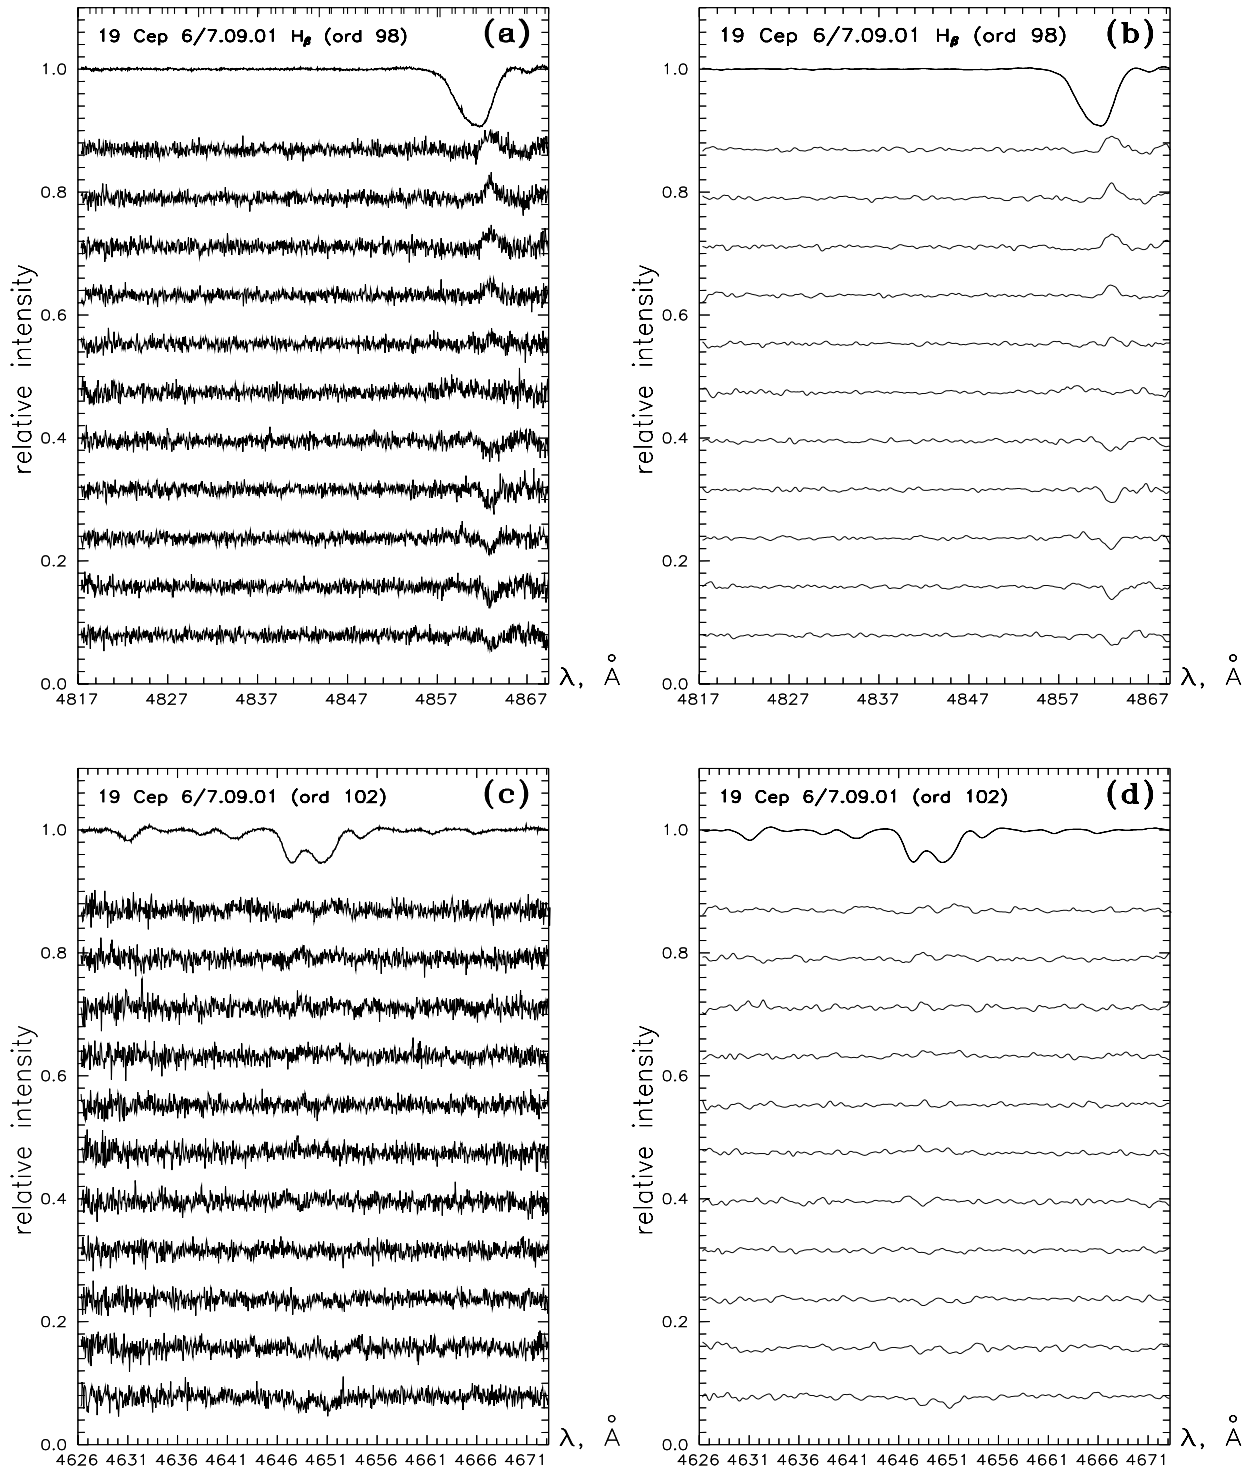 19 Cep 6/7.09.01 Hβ (ord 98) (a)
1.0
0.8
0.6
0.4
0.2
0.0
relative intensity
4817 4827 4837 4847 4857 4867
λ, Å
19 Cep 6/7.09.01 Hβ (ord 98) (b)
1.0
0.8
0.6
0.4
0.2
0.0
relative intensity
4817 4827 4837 4847 4857 4867
λ, Å
19 Cep 6/7.09.01 (ord 102) (c)
1.0
0.8
0.6
0.4
0.2
0.0
relative intensity
4626 4631 4636 4641 4646 4651 4656 4661 4666 4671
λ, Å
19 Cep 6/7.09.01 (ord 102) (d)
1.0
0.8
0.6
0.4
0.2
0.0
relative intensity
4626 4631 4636 4641 4646 4651 4656 4661 4666 4671
λ, Å